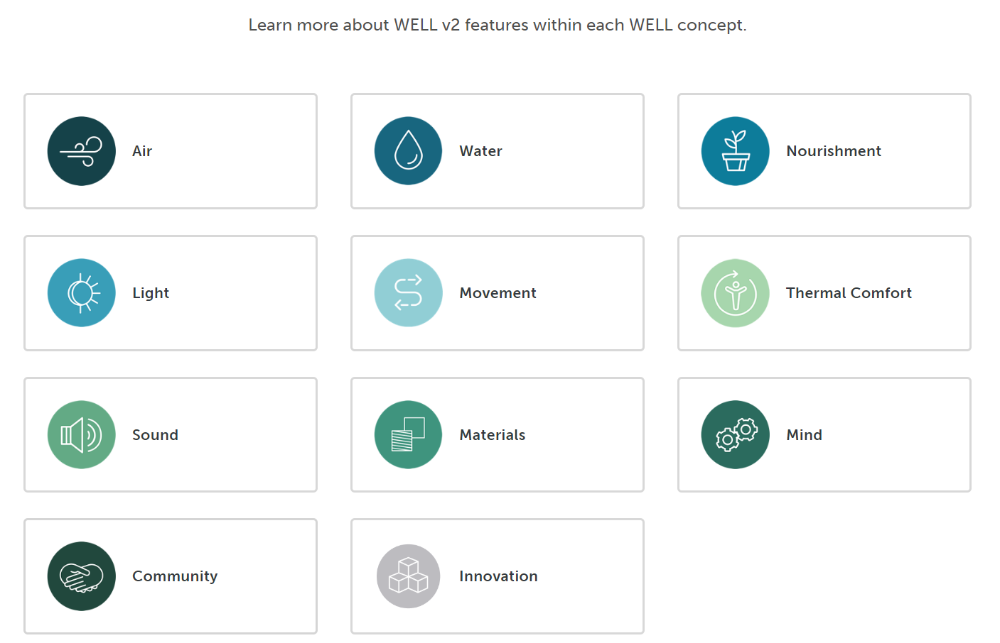 Learn more about WELL v2 features within each WELL concept.
Air
Water
Nourishment
Light
Movement
Thermal Comfort
Sound
Materials
Mind
Community
Innovation